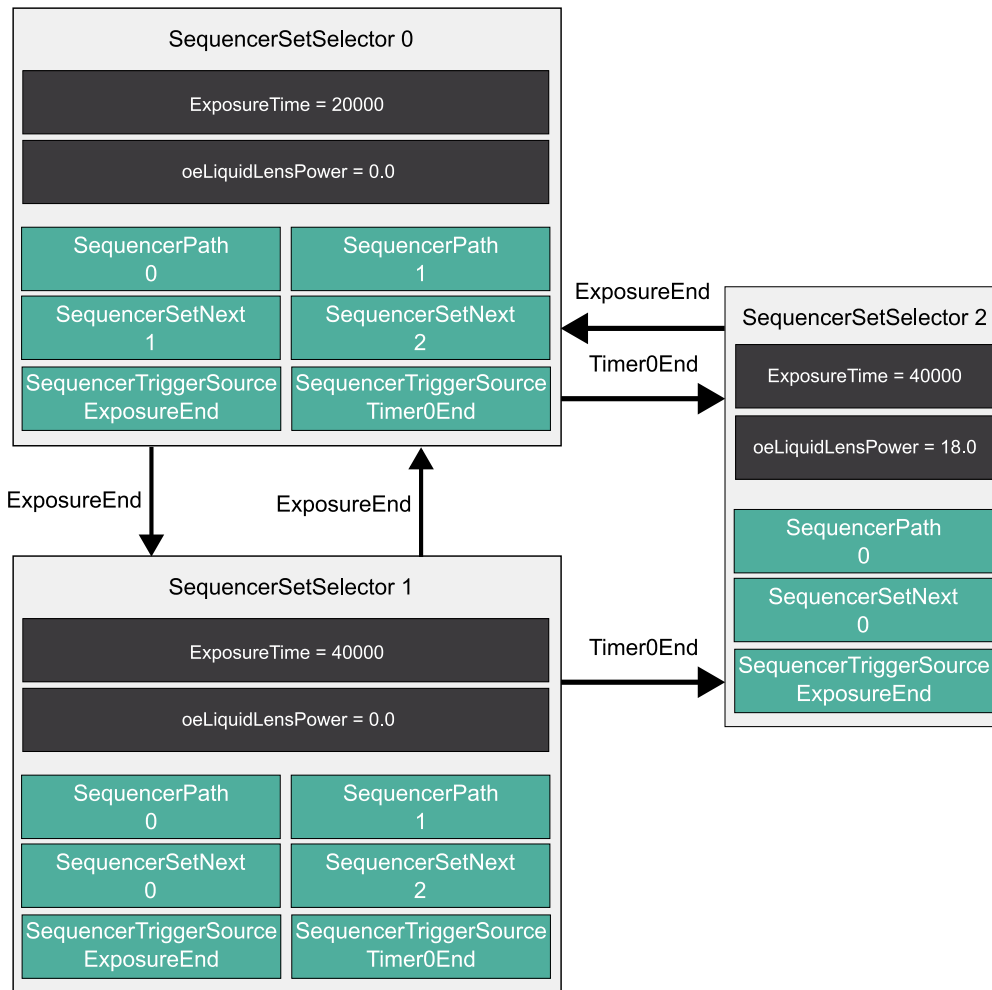 SequencerSetSelector 0
ExposureTime = 20000
oeLiquidLensPower = 0.0
SequencerPath
0
SequencerPath
1
SequencerSetNext
1
SequencerSetNext
2
SequencerTriggerSource
ExposureEnd
SequencerTriggerSource
Timer0End
ExposureEnd
Timer0End
SequencerSetSelector 2
ExposureTime = 40000
oeLiquidLensPower = 18.0
SequencerPath
0
SequencerSetNext
0
SequencerTriggerSource
ExposureEnd
ExposureEnd
ExposureEnd
Timer0End
SequencerSetSelector 1
ExposureTime = 40000
oeLiquidLensPower = 0.0
SequencerPath
0
SequencerPath
1
SequencerSetNext
0
SequencerSetNext
2
SequencerTriggerSource
ExposureEnd
SequencerTriggerSource
Timer0End